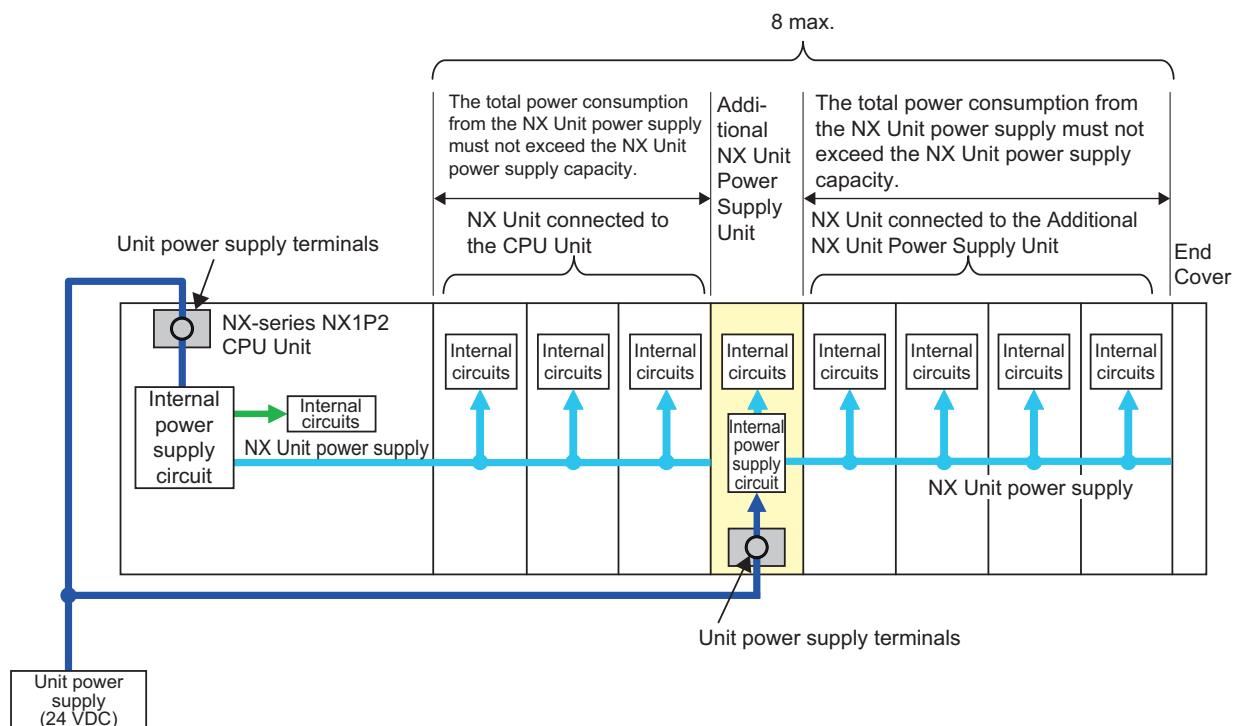 8 max.
The total power consumption
from the NX Unit power supply
must not exceed the NX Unit
power supply capacity.
Addi-
tional
NX Unit
Power
Supply
Unit
The total power consumption from
the NX Unit power supply must not
exceed the NX Unit power supply
capacity.
NX Unit connected to
the CPU Unit
NX Unit connected to the Additional
NX Unit Power Supply Unit
End
Cover
Unit power supply terminals
NX-series NX1P2
CPU Unit
Internal
power
supply
circuit
Internal
circuits
NX Unit power supply
Internal
circuits
Internal
circuits
Internal
circuits
Internal
circuits
Internal
power
supply
circuit
Internal
circuits
Internal
circuits
Internal
circuits
Internal
circuits
NX Unit power supply
Unit power supply terminals
Unit power
supply
(24 VDC)